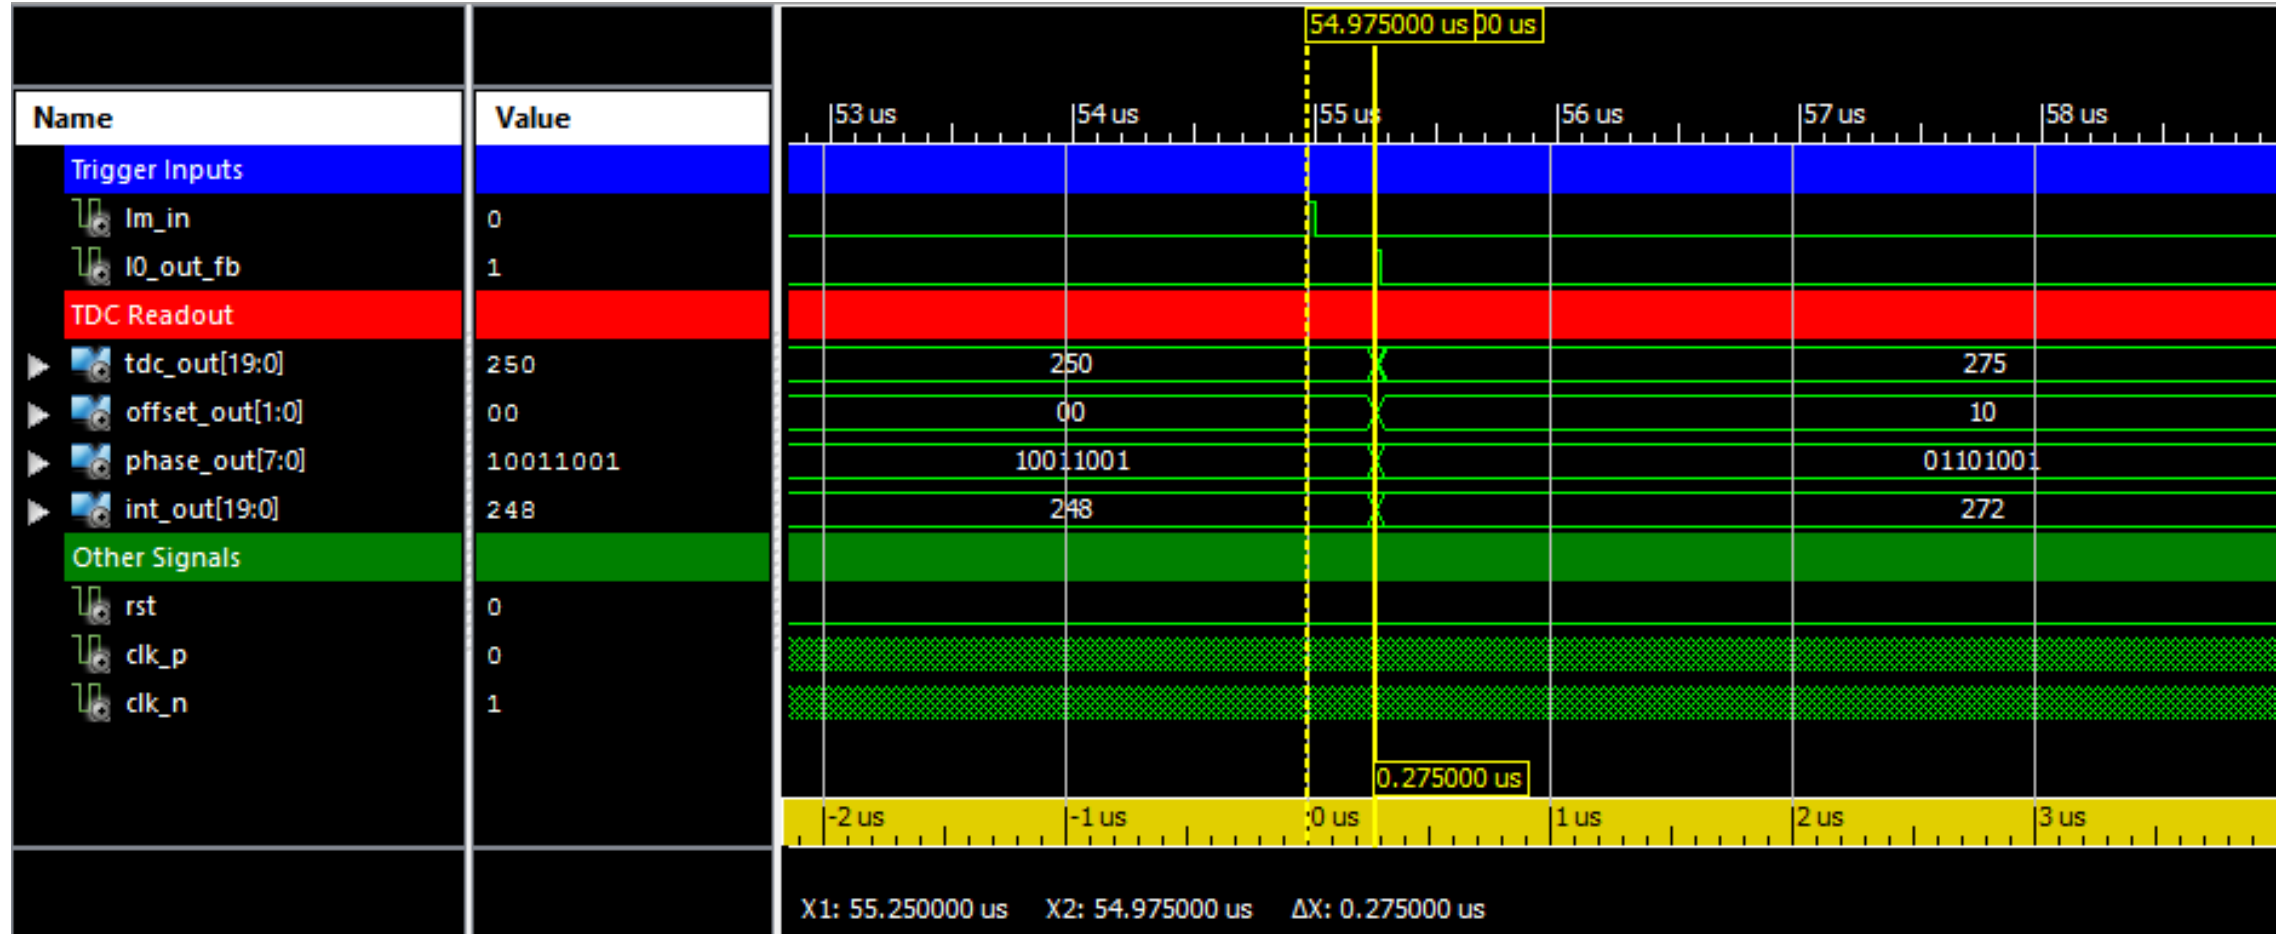 54.975000 us 00 us
Name Value 53 us 54 us 55 us 56 us 57 us 58 us
Trigger Inputs
lm_in 0
l0_out_fb 1
TDC Readout
tdc_out[19:0] 250 250 275
offset_out[1:0] 00 00 10
phase_out[7:0] 10011001 10011001 01101001
int_out[19:0] 248 248 272
Other Signals
rst 0
clk_p 0
clk_n 1
0.275000 us
-2 us -1 us 0 us 1 us 2 us 3 us
X1: 55.250000 us X2: 54.975000 us ΔX: 0.275000 us